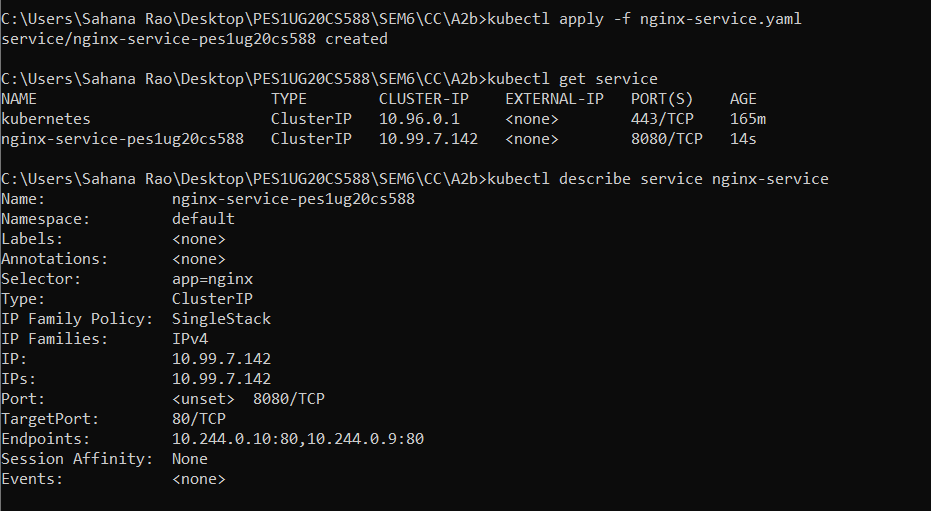 C:\Users\Sahana Rao\Desktop\PES1UG20CS588\SEM6\CC\A2b>kubectl apply -f nginx-service.yaml
service/nginx-service-pes1ug20cs588 created
C:\Users\Sahana Rao\Desktop\PES1UG20CS588\SEM6\CC\A2b>kubectl get service
NAME                          TYPE        CLUSTER-IP    EXTERNAL-IP   PORT(S)    AGE
kubernetes                    ClusterIP   10.96.0.1     <none>        443/TCP    165m
nginx-service-pes1ug20cs588   ClusterIP   10.99.7.142   <none>        8080/TCP   14s
C:\Users\Sahana Rao\Desktop\PES1UG20CS588\SEM6\CC\A2b>kubectl describe service nginx-service
Name:              nginx-service-pes1ug20cs588
Namespace:         default
Labels:            <none>
Annotations:       <none>
Selector:          app=nginx
Type:              ClusterIP
IP Family Policy:  SingleStack
IP Families:       IPv4
IP:                10.99.7.142
IPs:               10.99.7.142
Port:              <unset>  8080/TCP
TargetPort:        80/TCP
Endpoints:         10.244.0.10:80,10.244.0.9:80
Session Affinity:  None
Events:            <none>